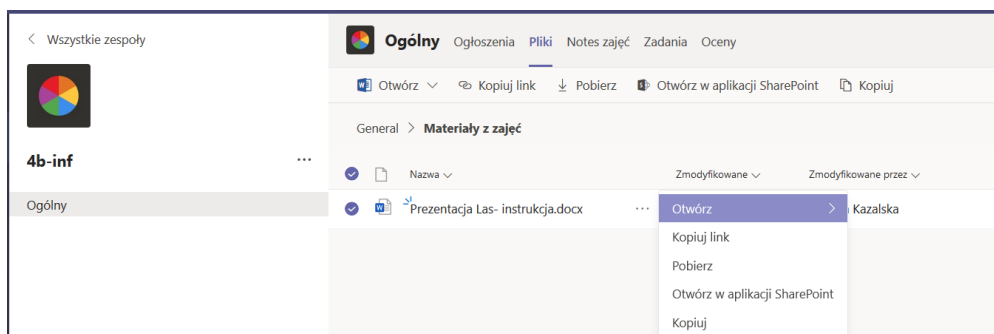 Wszystkie zespoły
4b-inf
Ogólny
Ogólny Ogłoszenia Pliki Notes zajęć Zadania Oceny
Otwórz Kopiuj link Pobierz Otwórz w aplikacji SharePoint Kopiuj
General > Materiały z zajęć
Nazwa Zmodyfikowane Zmodyfikowane przez
Prezentacja Las- instrukcja.docx Kazalska
Otwórz
Kopiuj link
Pobierz
Otwórz w aplikacji SharePoint
Kopiuj